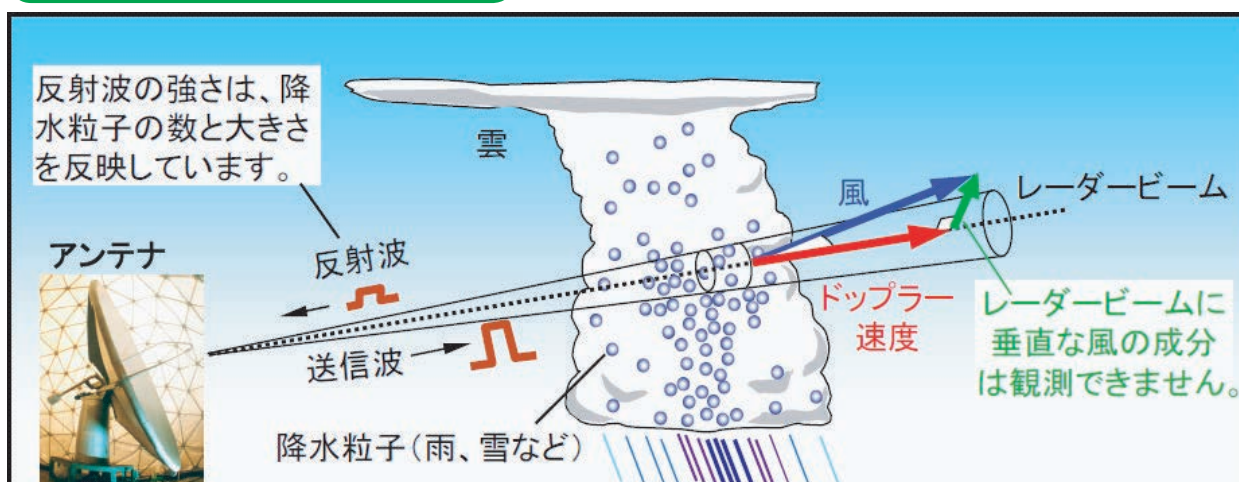 反射波の強さは、降
水粒子の数と大きさ
を反映しています。
雲
風
レーダービーム
アンテナ
反射波
送信波
ドップラー
速度
レーダービームに
垂直な風の成分
は観測できません。
降水粒子(雨、雪など)